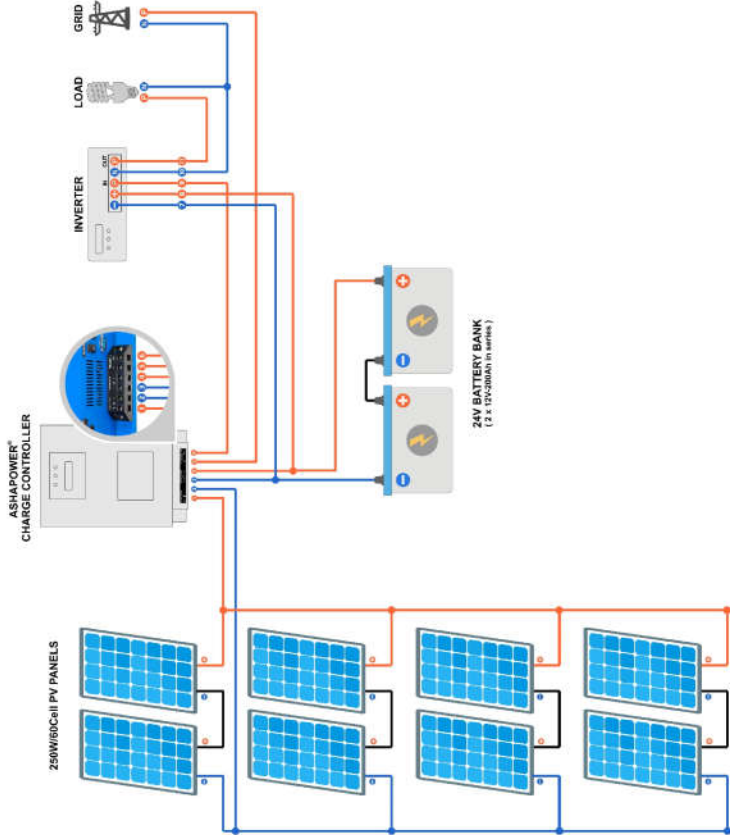 GRID
LOAD
INVERTER
IN
OUT
ASHAPOWER®
CHARGE CONTROLLER
24V BATTERY BANK
( 2 x 12V-200Ah in series )
250W/60Cell PV PANELS